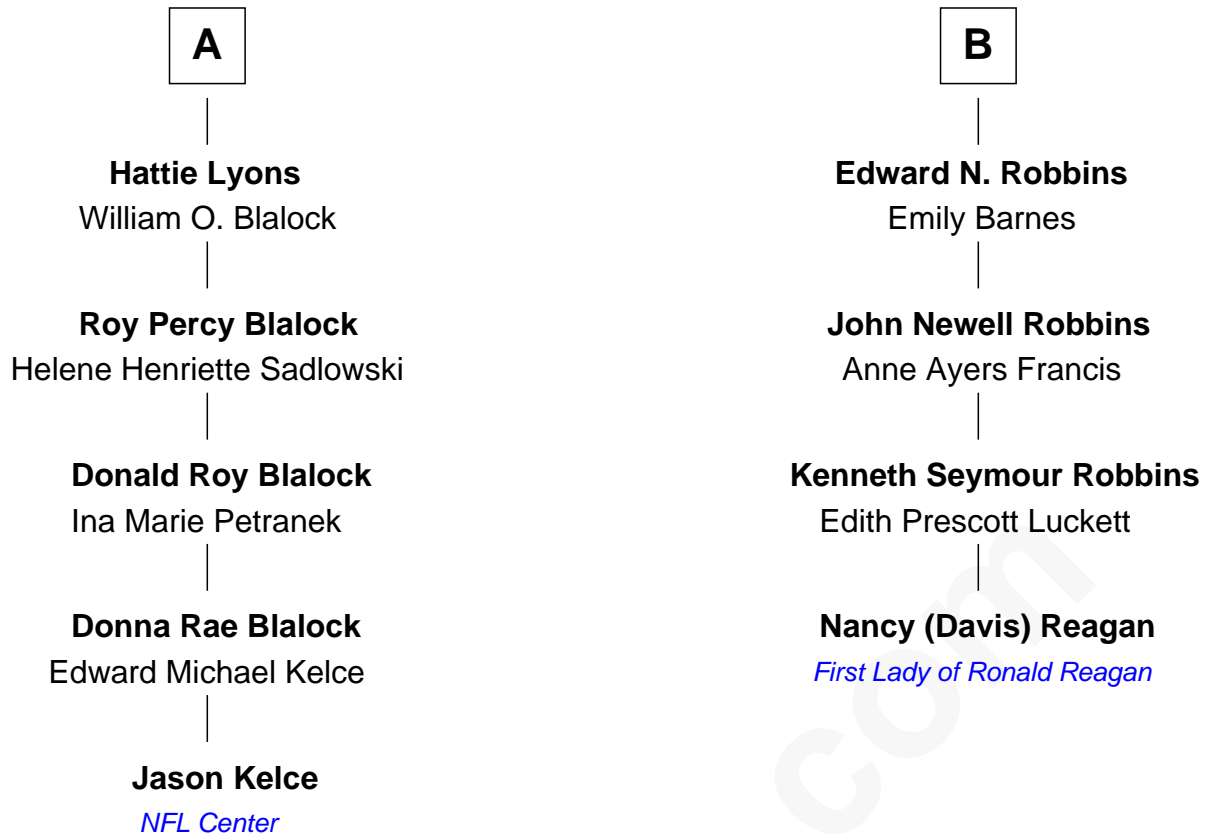 A
Hattie Lyons
William O. Blalock
Roy Percy Blalock
Helene Henriette Sadlowski
Donald Roy Blalock
Ina Marie Petranek
Donna Rae Blalock
Edward Michael Kelce
Jason Kelce
NFL Center
B
Edward N. Robbins
Emily Barnes
John Newell Robbins
Anne Ayers Francis
Kenneth Seymour Robbins
Edith Prescott Luckett
Nancy (Davis) Reagan
First Lady of Ronald Reagan
com